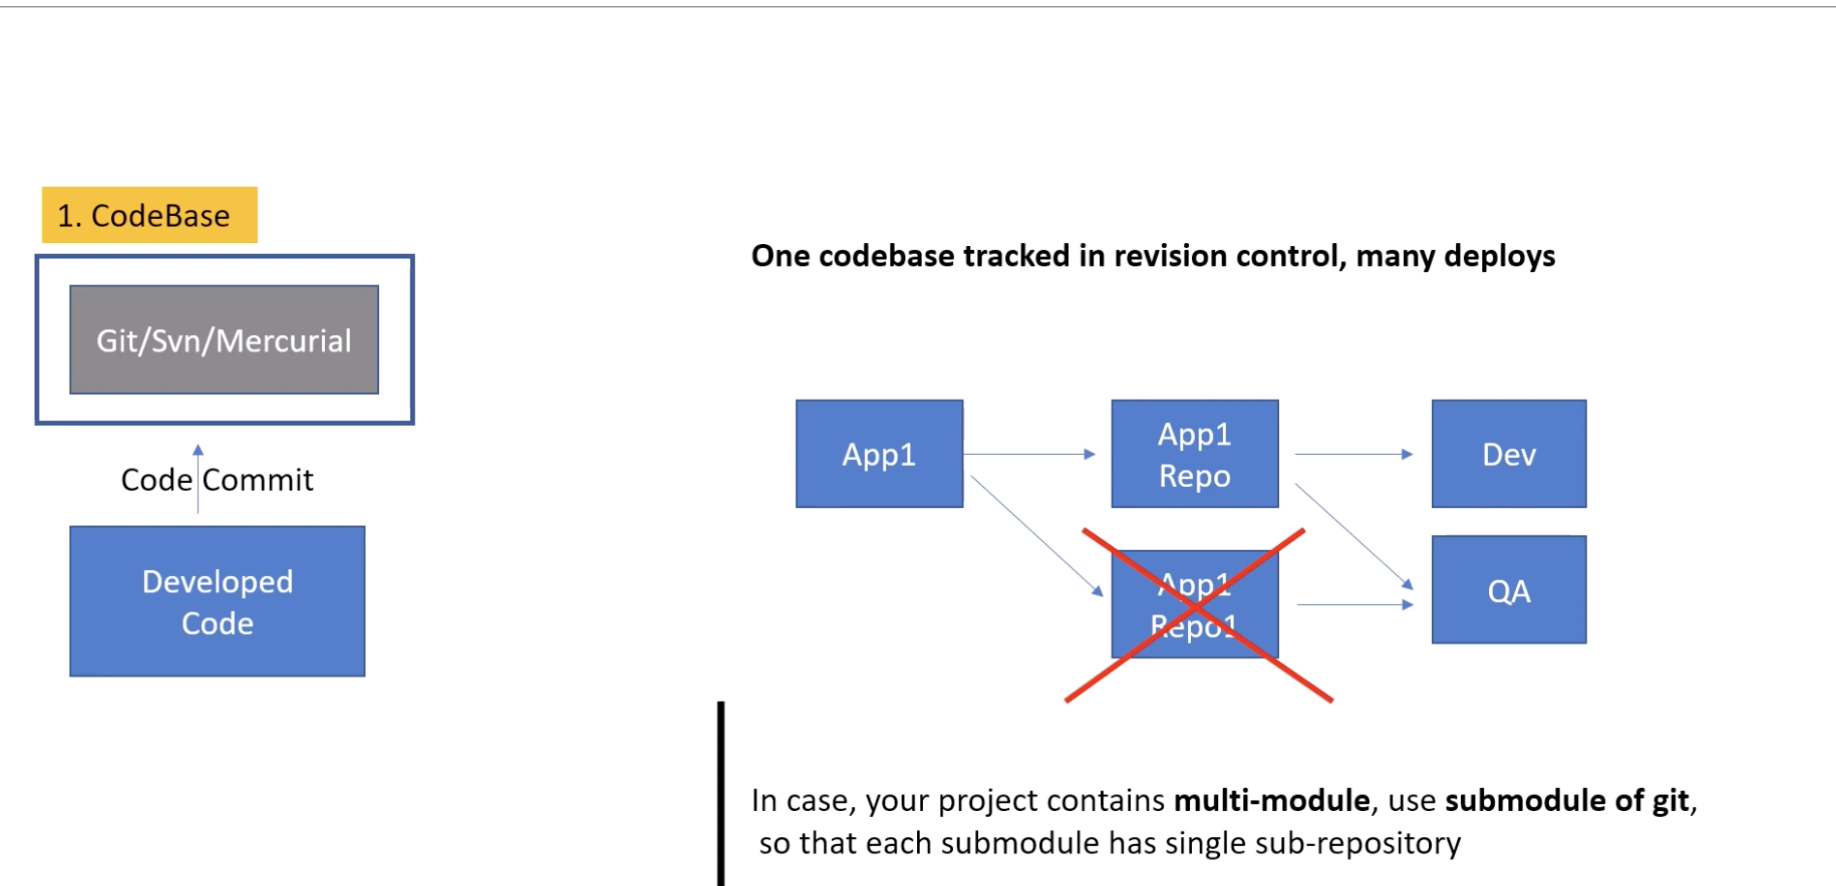 1. CodeBase
Git/Svn/Mercurial
Code Commit
Developed
Code
One codebase tracked in revision control, many deploys
App1
App1
Repo
Dev
App1
Repo1
QA
In case, your project contains multi-module, use submodule of git,
so that each submodule has single sub-repository